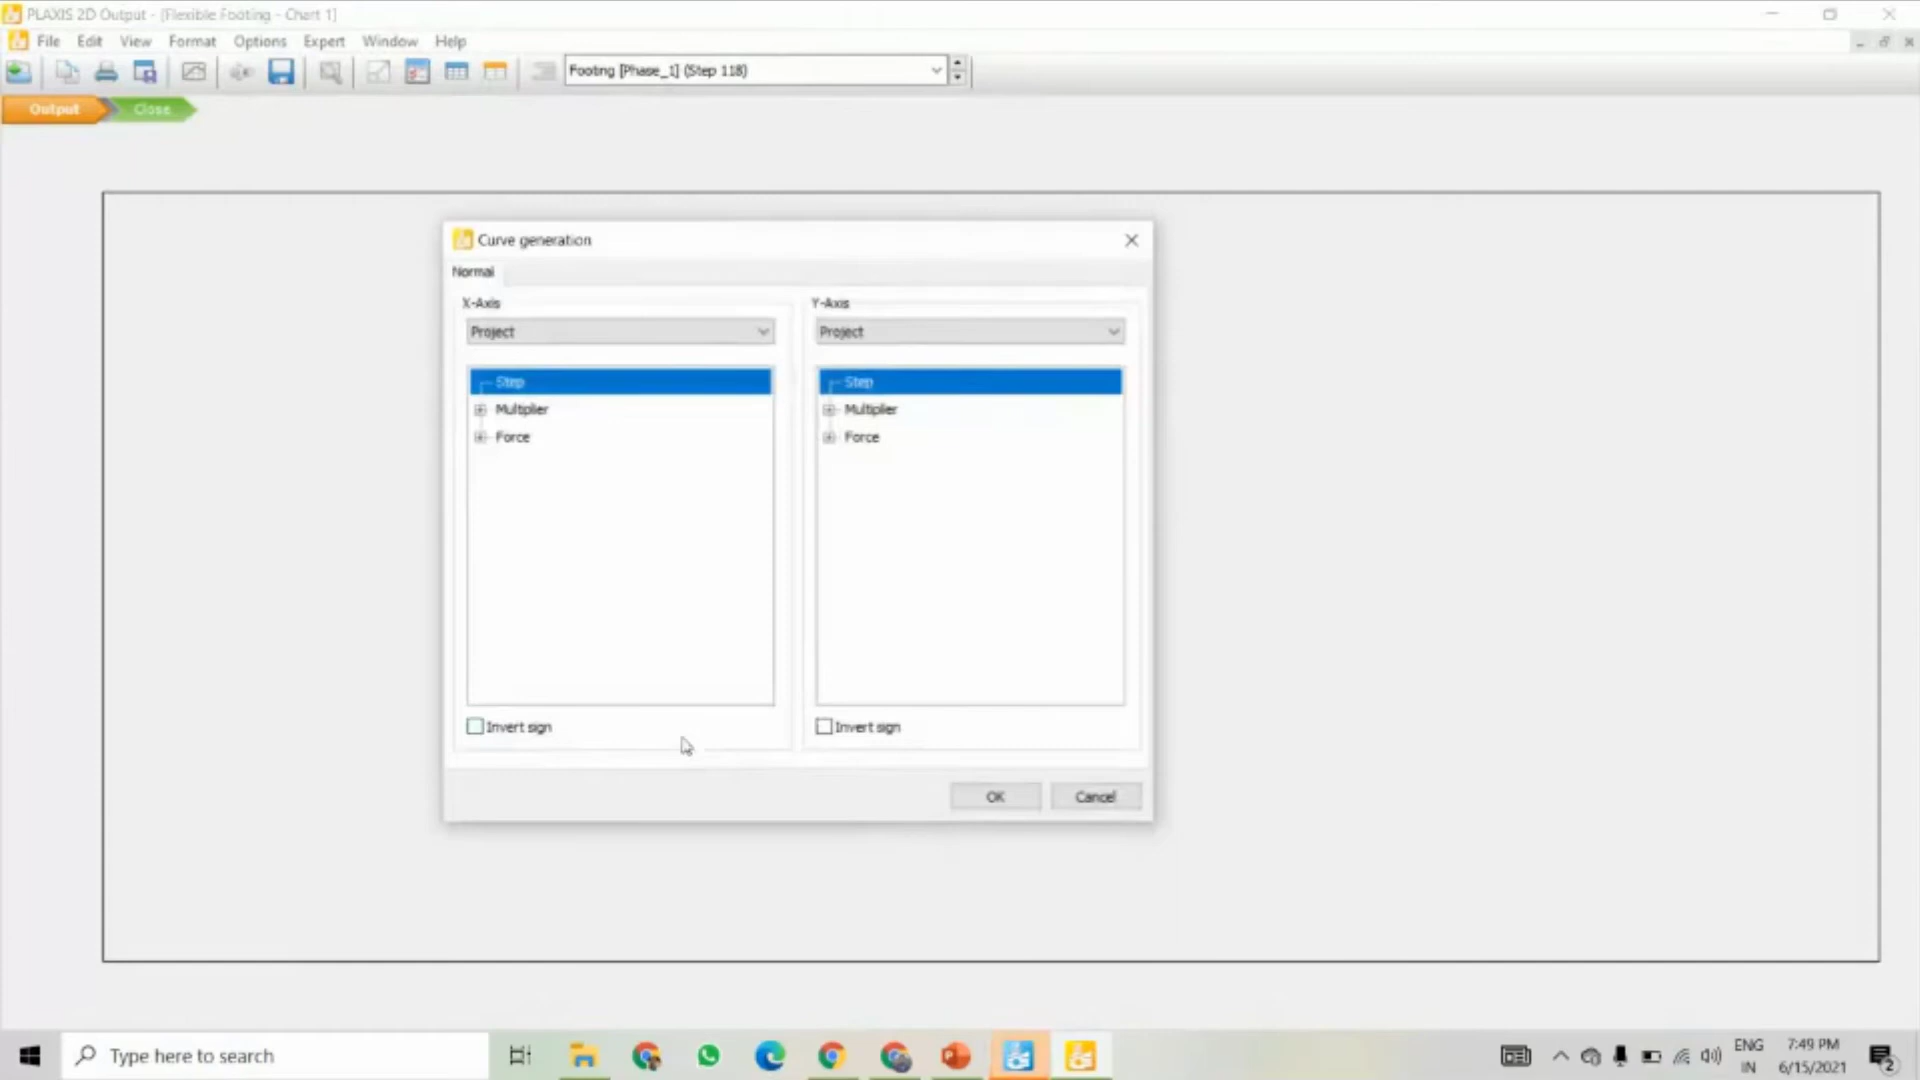 PLAXIS 2D Output - [Flexible Footing - Chart 1]
File Edit View Format Options Expert Window Help
Footing [Phase_1] (Step 118)
Output Close
Curve generation
Normal
X-Axis Y-Axis
Project Project
Step Step
Multiplier Multiplier
Force Force
Invert sign Invert sign
OK Cancel
Type here to search
ENG 7:49 PM
IN 6/15/2021
2